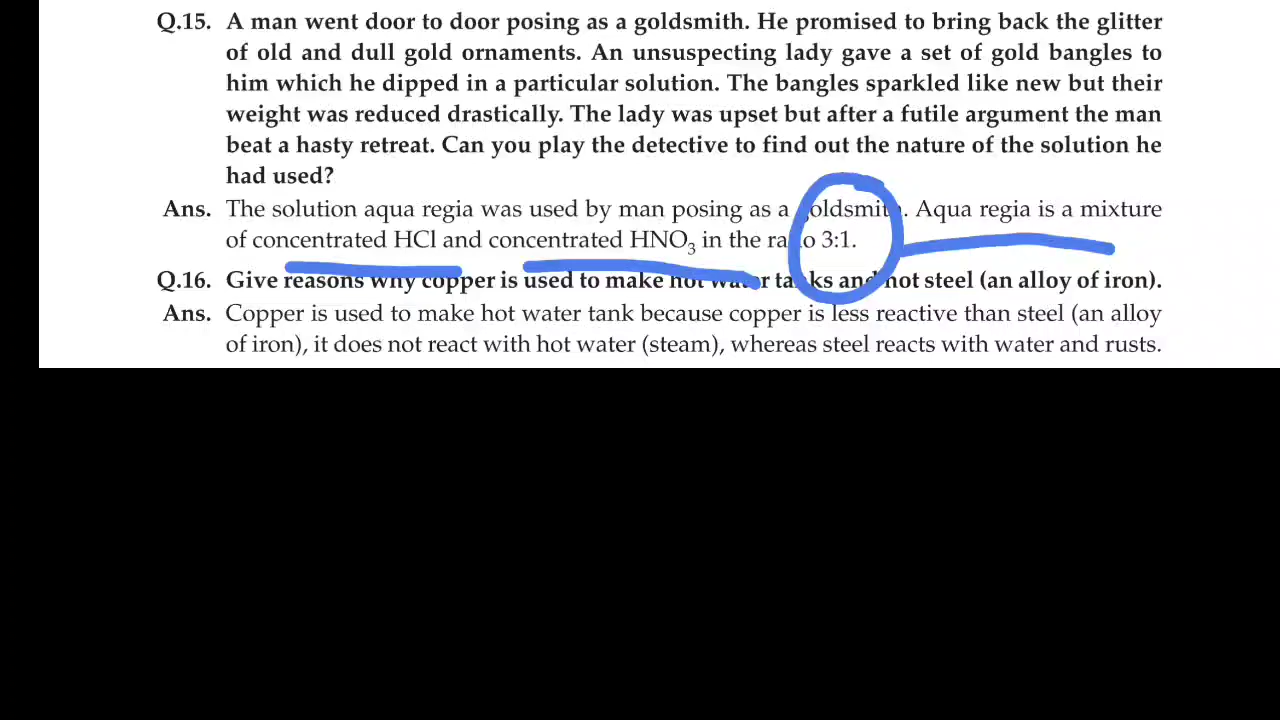 Q.15. A man went door to door posing as a goldsmith. He promised to bring back the glitter
of old and dull gold ornaments. An unsuspecting lady gave a set of gold bangles to
him which he dipped in a particular solution. The bangles sparkled like new but their
weight was reduced drastically. The lady was upset but after a futile argument the man
beat a hasty retreat. Can you play the detective to find out the nature of the solution he
had used?
Ans. The solution aqua regia was used by man posing as a goldsmith. Aqua regia is a mixture
of concentrated HCl and concentrated HNO₃ in the ratio 3:1.
Q.16. Give reasons why copper is used to make hot water tanks and not steel (an alloy of iron).
Ans. Copper is used to make hot water tank because copper is less reactive than steel (an alloy
of iron), it does not react with hot water (steam), whereas steel reacts with water and rusts.